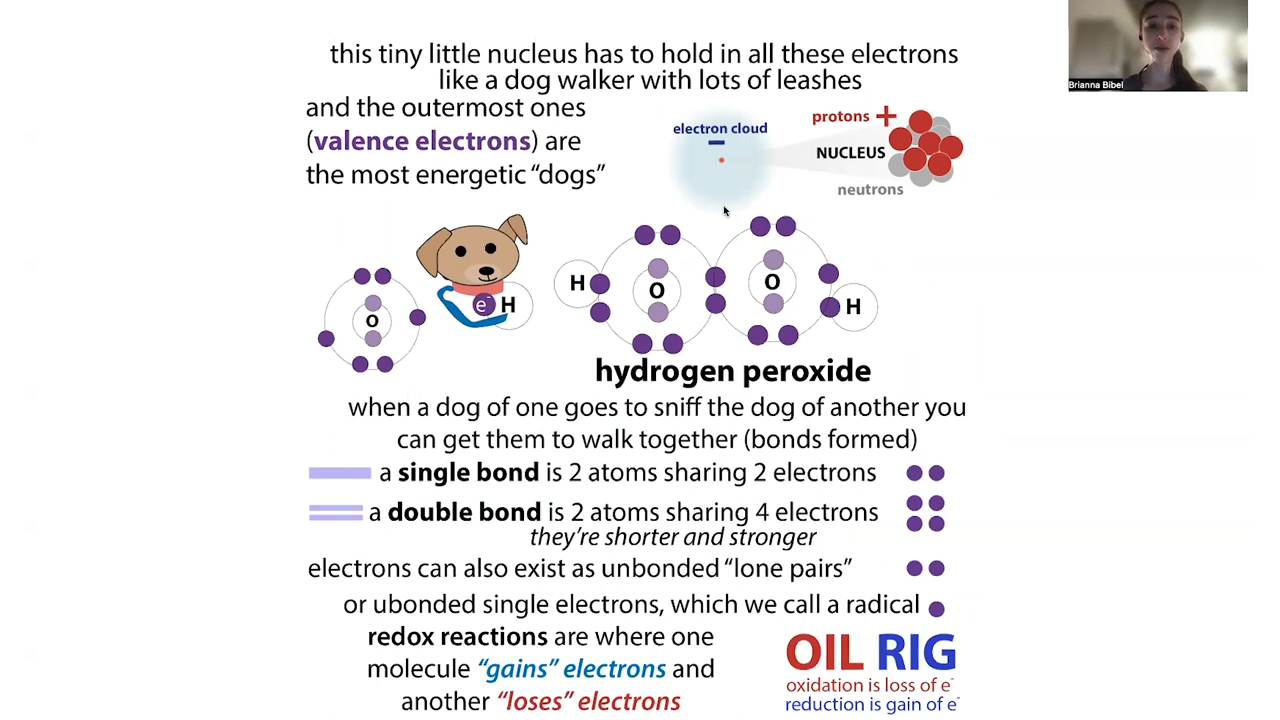 this tiny little nucleus has to hold in all these electrons
like a dog walker with lots of leashes
and the outermost ones
(valence electrons) are
the most energetic “dogs”
electron cloud
−
protons +
NUCLEUS
neutrons
Brianna Bibel
O
e⁻ H
H O O H
hydrogen peroxide
when a dog of one goes to sniff the dog of another you
can get them to walk together (bonds formed)
a single bond is 2 atoms sharing 2 electrons
a double bond is 2 atoms sharing 4 electrons
they’re shorter and stronger
electrons can also exist as unbonded “lone pairs”
or ubonded single electrons, which we call a radical
redox reactions are where one
molecule “gains” electrons and
another “loses” electrons
OIL RIG
oxidation is loss of e⁻
reduction is gain of e⁻